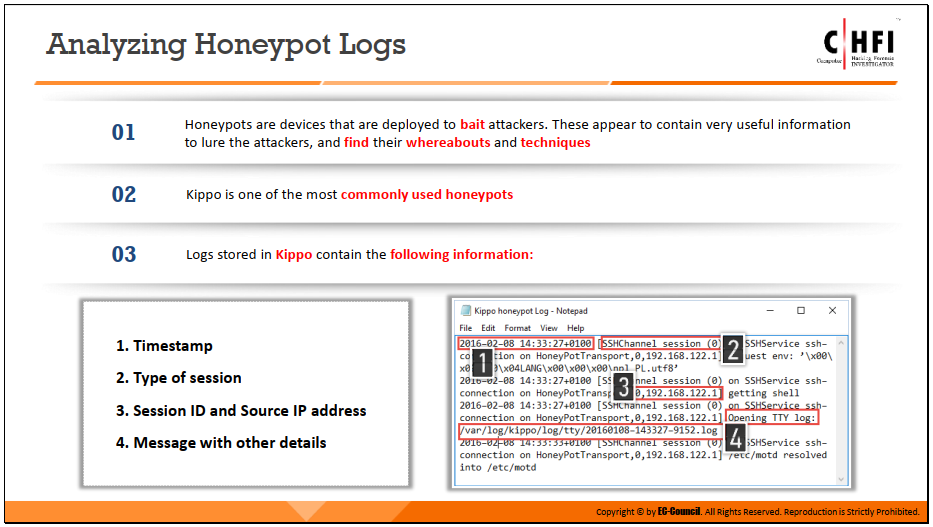 Analyzing Honeypot Logs
CHFI
Computer Hacking Forensic
INVESTIGATOR
01
Honeypots are devices that are deployed to bait attackers. These appear to contain very useful information
to lure the attackers, and find their whereabouts and techniques
02
Kippo is one of the most commonly used honeypots
03
Logs stored in Kippo contain the following information:
1. Timestamp
2. Type of session
3. Session ID and Source IP address
4. Message with other details
Kippo honeypot Log - Notepad
File Edit Format View Help
2016-02-08 14:33:27+0100 [SSHChannel session (0) SSHService ssh-
connection on HoneyPotTransport,0,192.168.122.1] uest env: '\x00\
\x04LANG\x00\x00\x00 PL.utf8'
2016-02-08 14:33:27+0100 [SSHChannel session (0) on SSHService ssh-
connection on HoneyPotT 0,192.168.122.1] getting shell
2016-02-08 14:33:27+0100 [SSHChannel session (0) on SSHService ssh-
connection on HoneyPotTransport,0,192.168.122.1] Opening TTY log:
/var/log/kippo/log/tty/20160108-143327-9152.log
2016-02-08 14:33:33+0100 [SSHChannel session (0) SSHService ssh-
connection on HoneyPotTransport,0,192.168.122.1] /etc/motd resolved
into /etc/motd
1
2
3
4
Copyright © by EC-Council. All Rights Reserved. Reproduction is Strictly Prohibited.